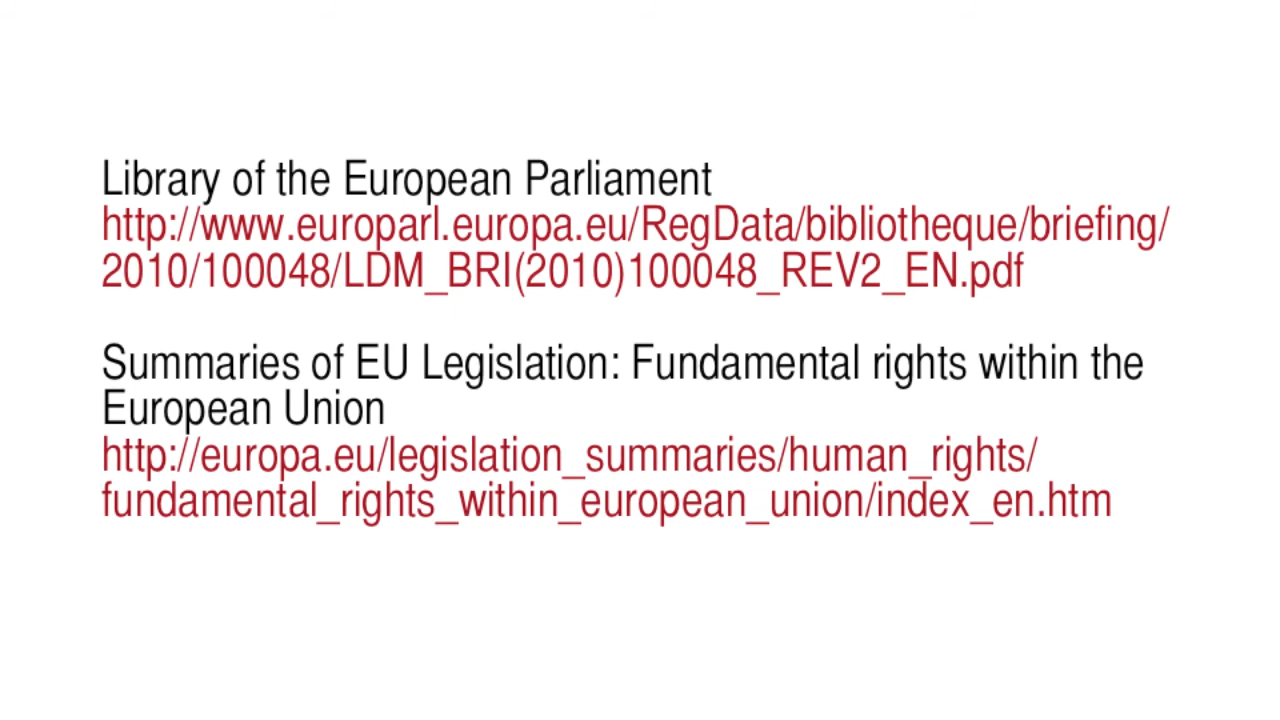 Library of the European Parliament
http://www.europarl.europa.eu/RegData/bibliotheque/briefing/
2010/100048/LDM_BRI(2010)100048_REV2_EN.pdf
Summaries of EU Legislation: Fundamental rights within the
European Union
http://europa.eu/legislation_summaries/human_rights/
fundamental_rights_within_european_union/index_en.htm